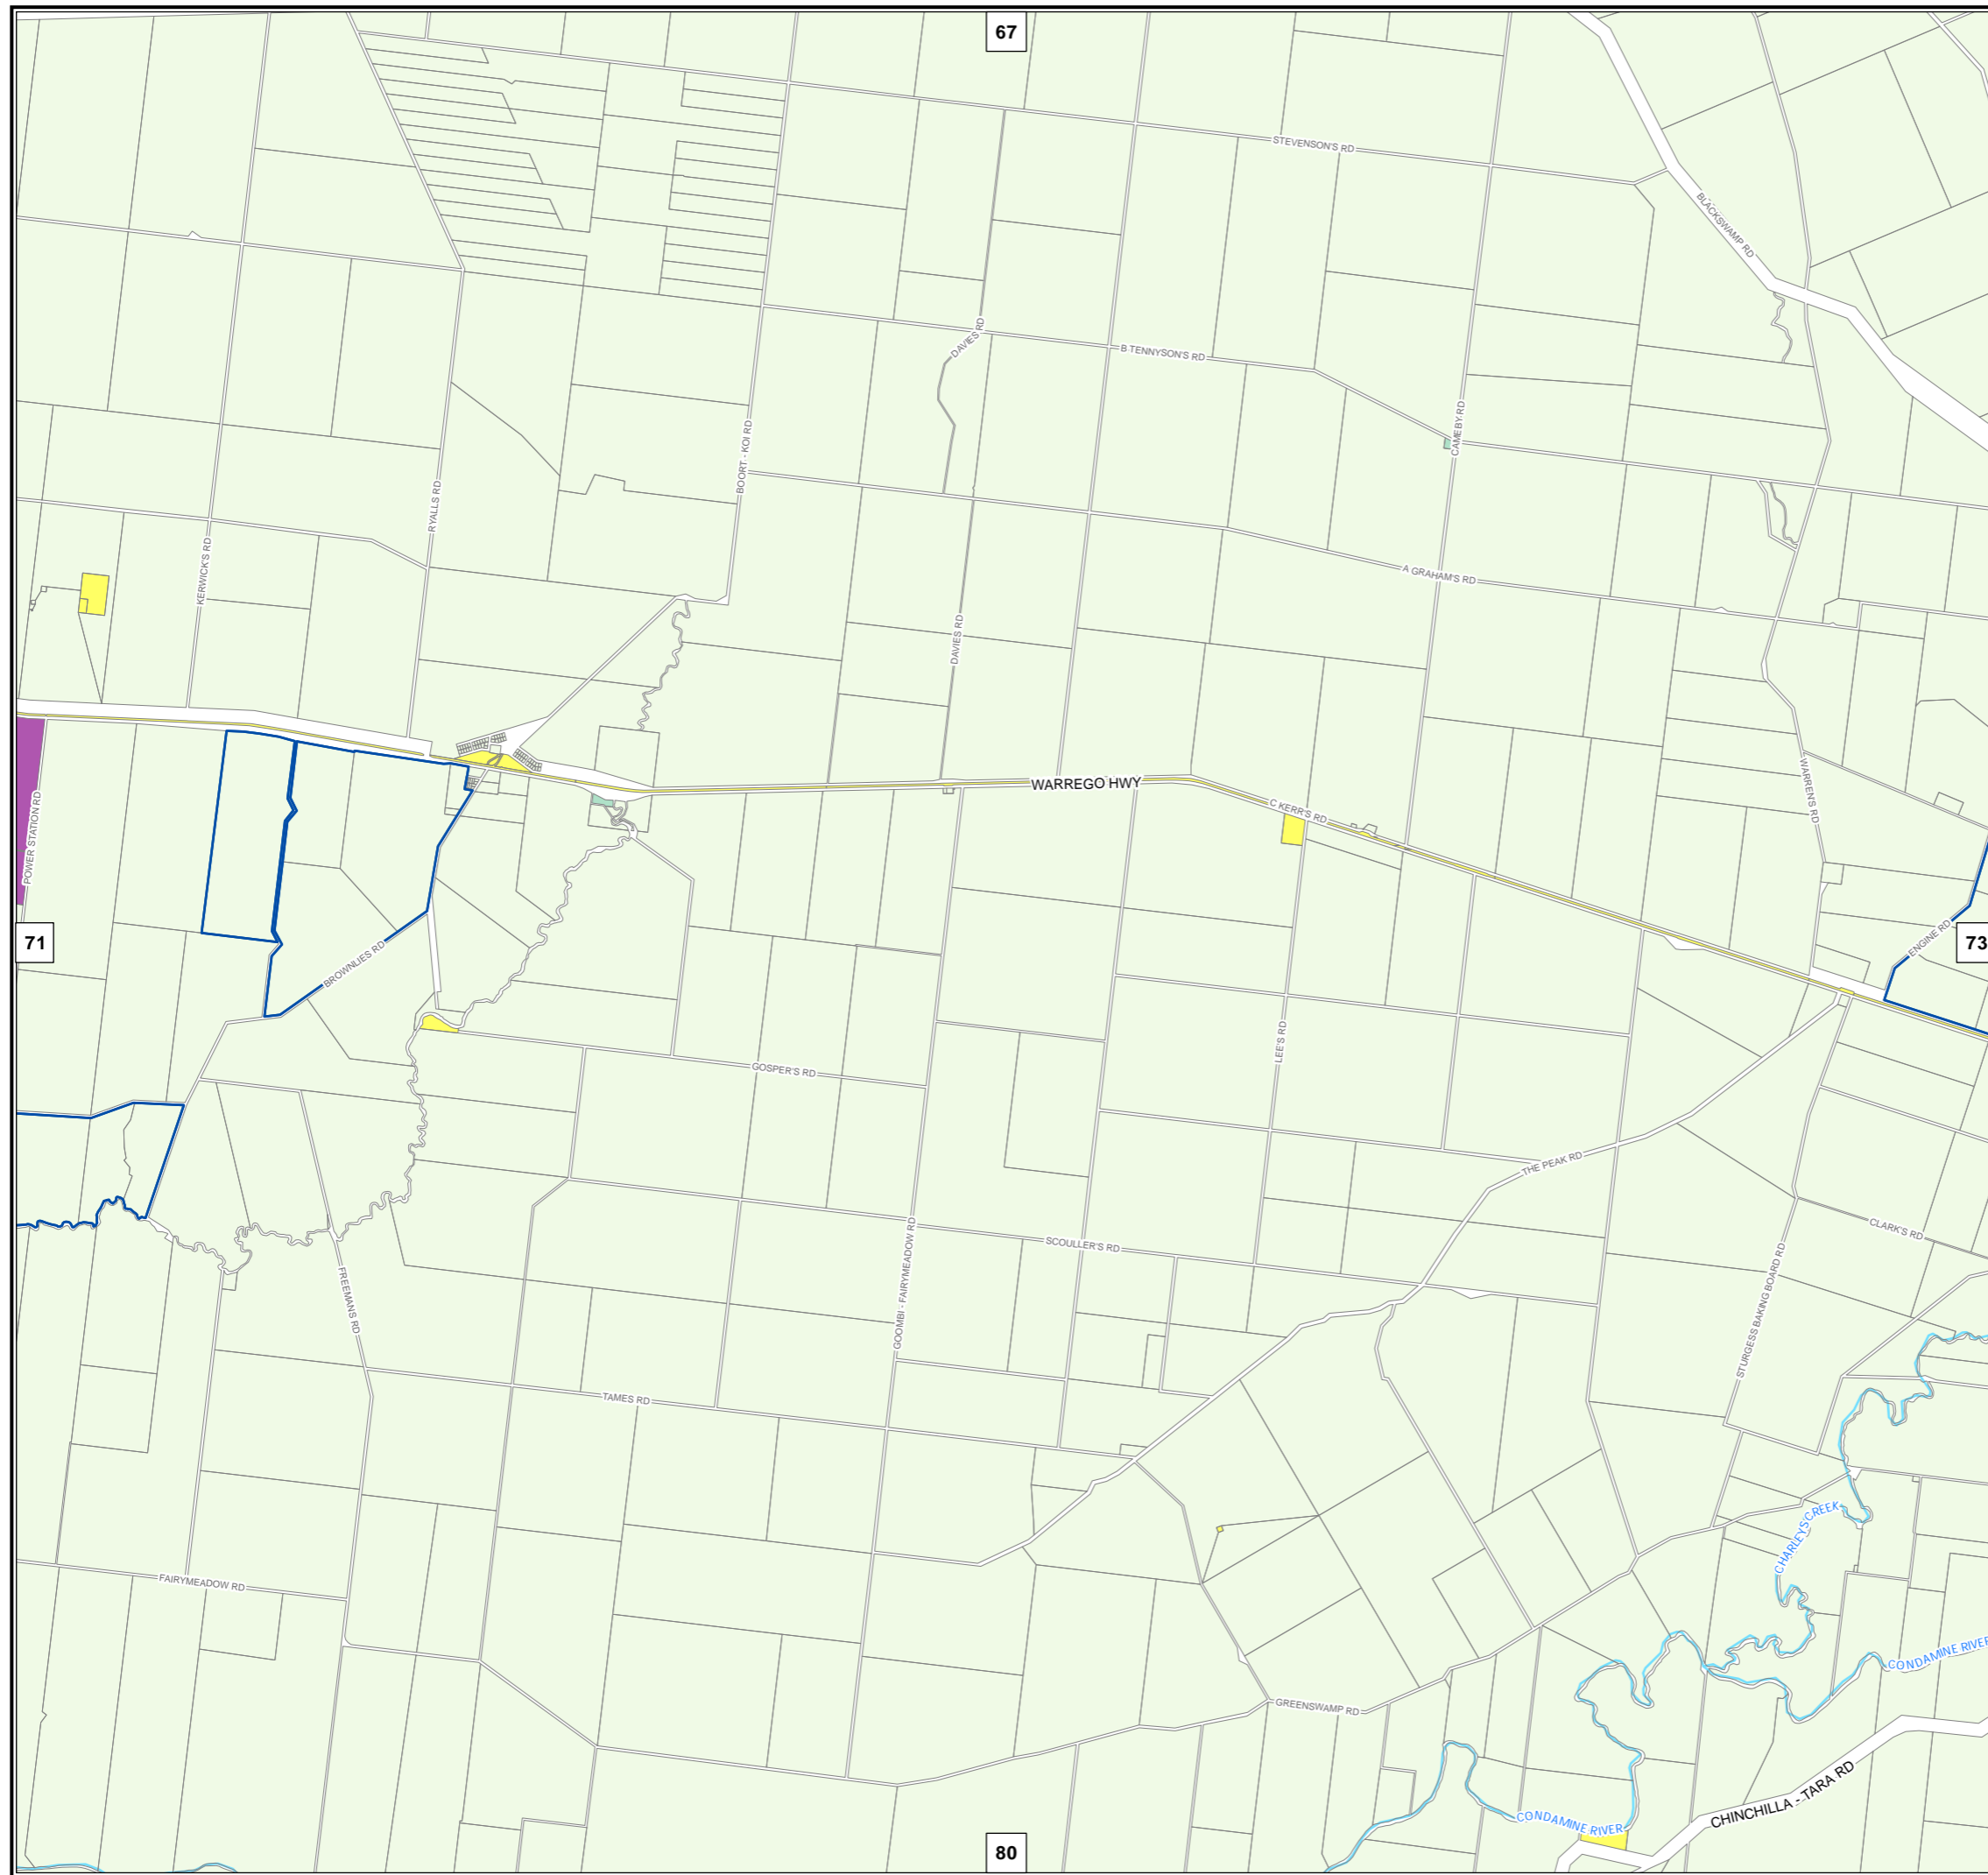 67
STEVENSON'S RD
BLACKSWAMP RD
DAVIES RD
B TENNYSON'S RD
CAMEBY RD
BOORT - KOI RD
RYALLS RD
KERWICK'S RD
A GRAHAM'S RD
DAVIES RD
WARREGO HWY
C KERR'S RD
WARREN'S RD
POWER STATION RD
71
BROWNLIES RD
ENGINE RD
73
LEE'S RD
GOSPER'S RD
THE PEAK RD
CLARK'S RD
SCOULLER'S RD
GOOMBI - FAIRYMEADOW RD
FREEMANS RD
STURGESS BAKING BOARD RD
TAMES RD
CHARLEYS CREEK
FAIRYMEADOW RD
CONDAMINE RIVER
GREENSWAMP RD
CHINCHILLA - TARA RD
CONDAMINE RIVER
80